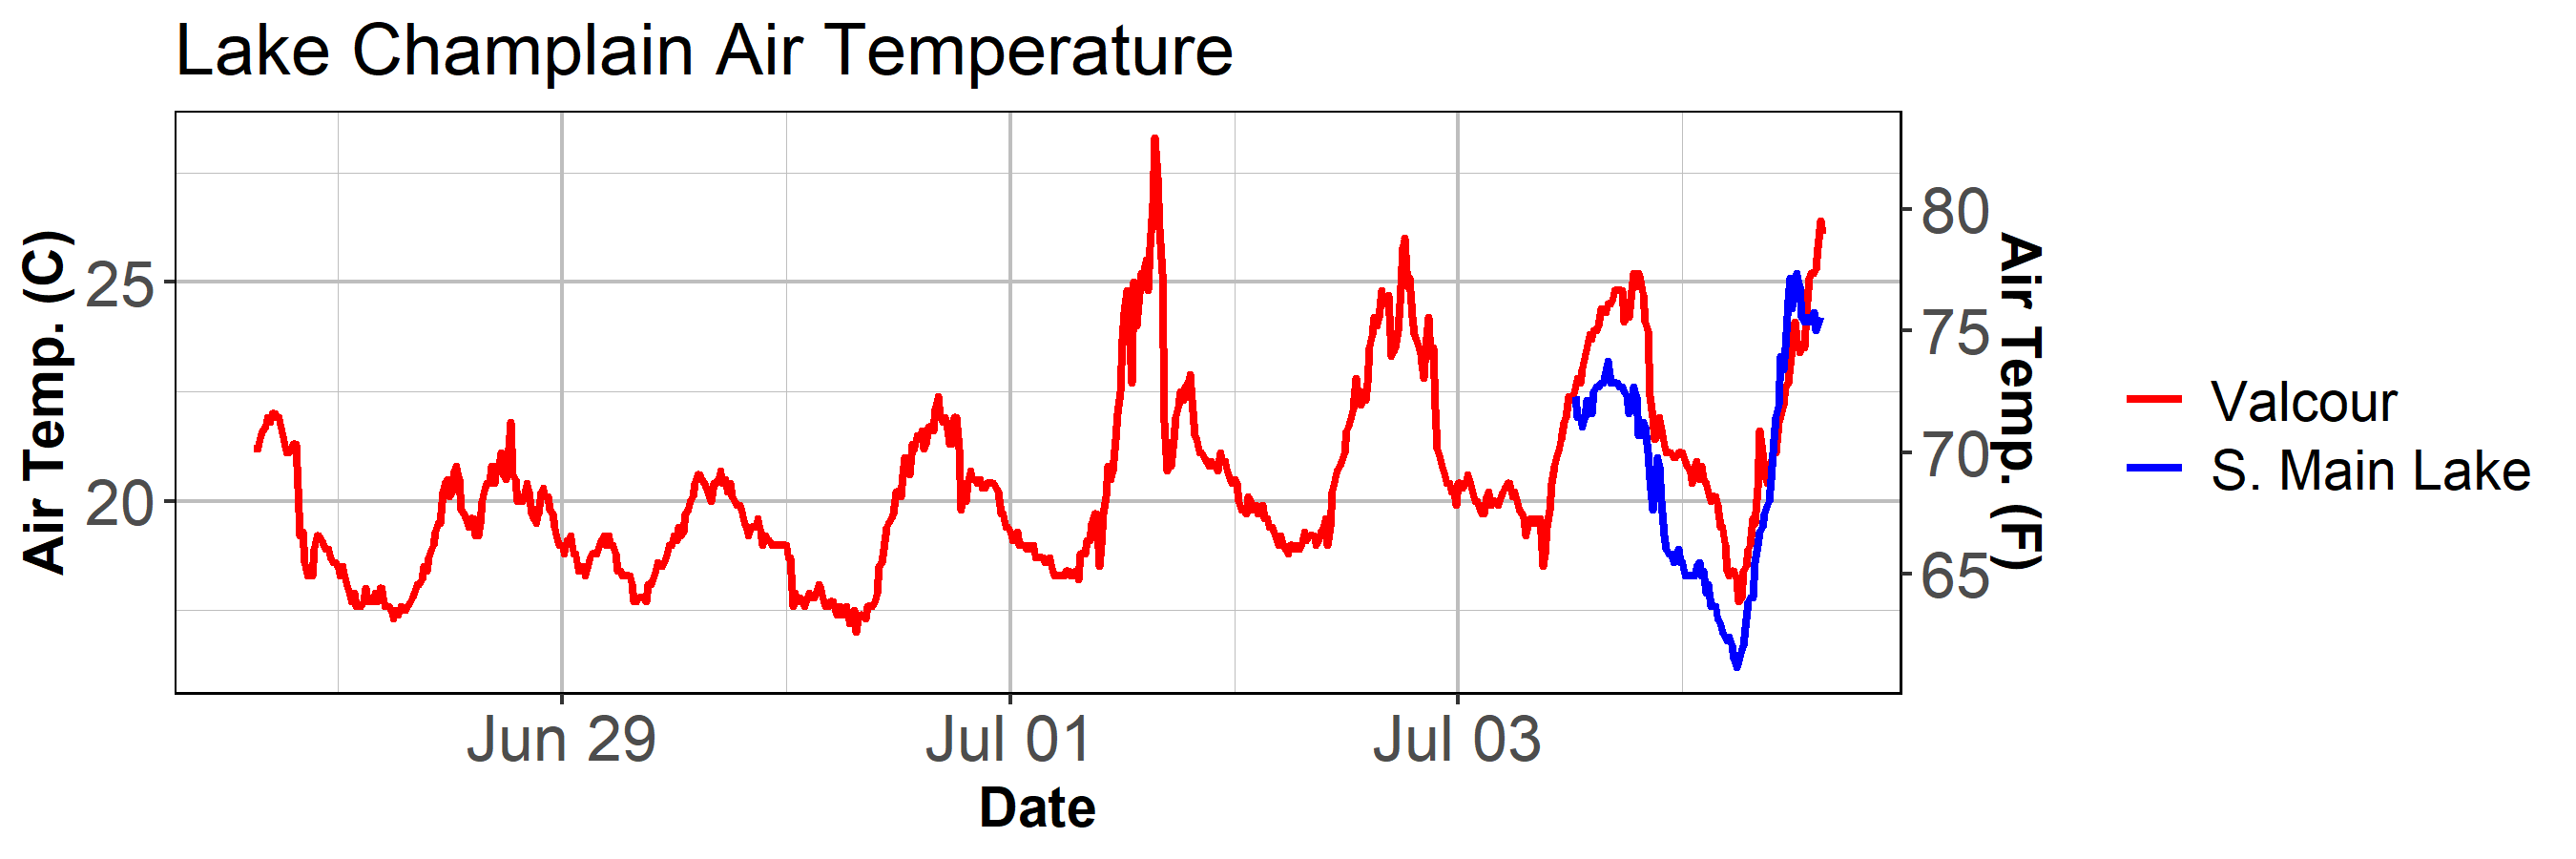 Lake Champlain Air Temperature
Air Temp. (C)
25
20
80
75
70
65
Air Temp. (F)
Jun 29
Jul 01
Jul 03
Date
Valcour
S. Main Lake